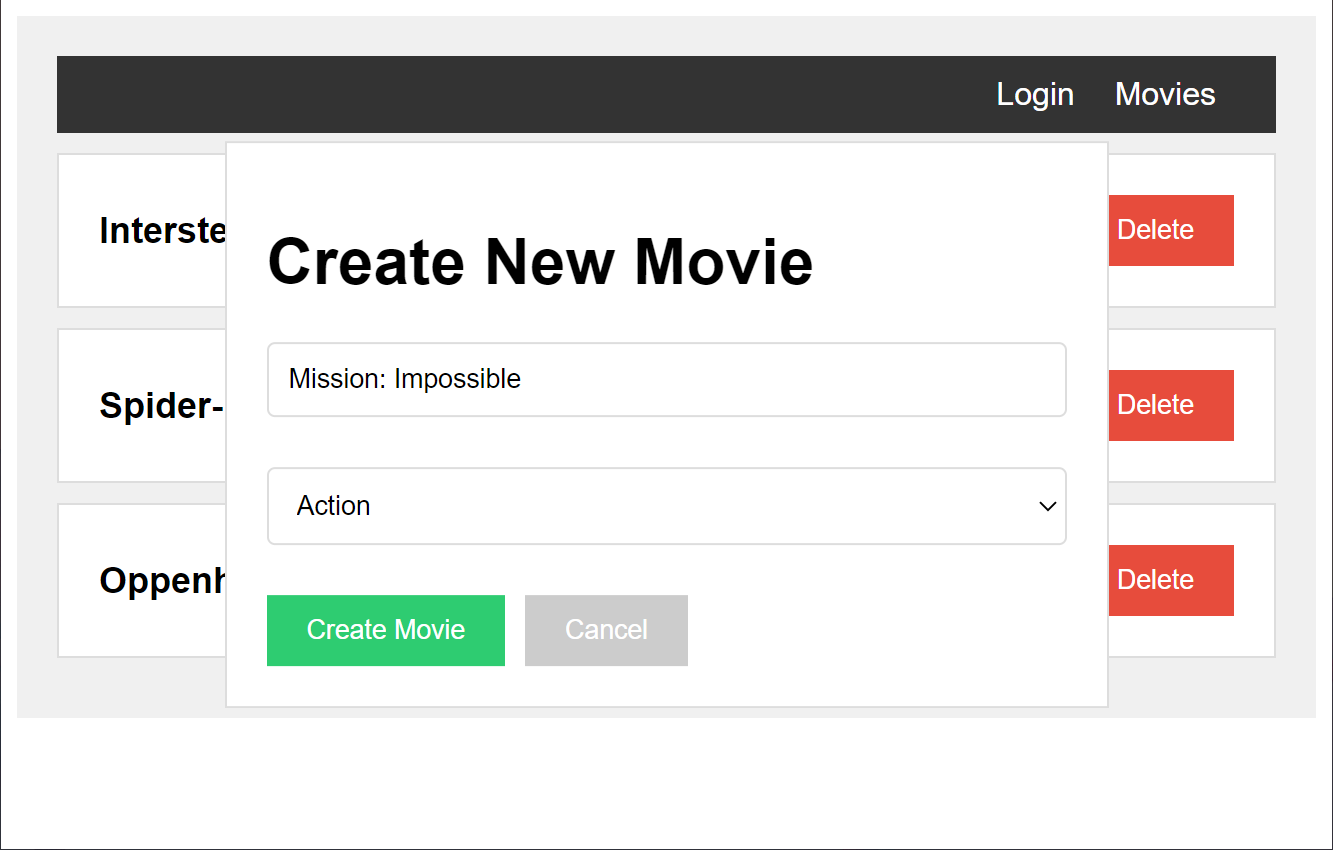 Login Movies
Create New Movie
Interste Delete
Mission: Impossible
Spider- Delete
Action
Oppenh Delete
Create Movie Cancel